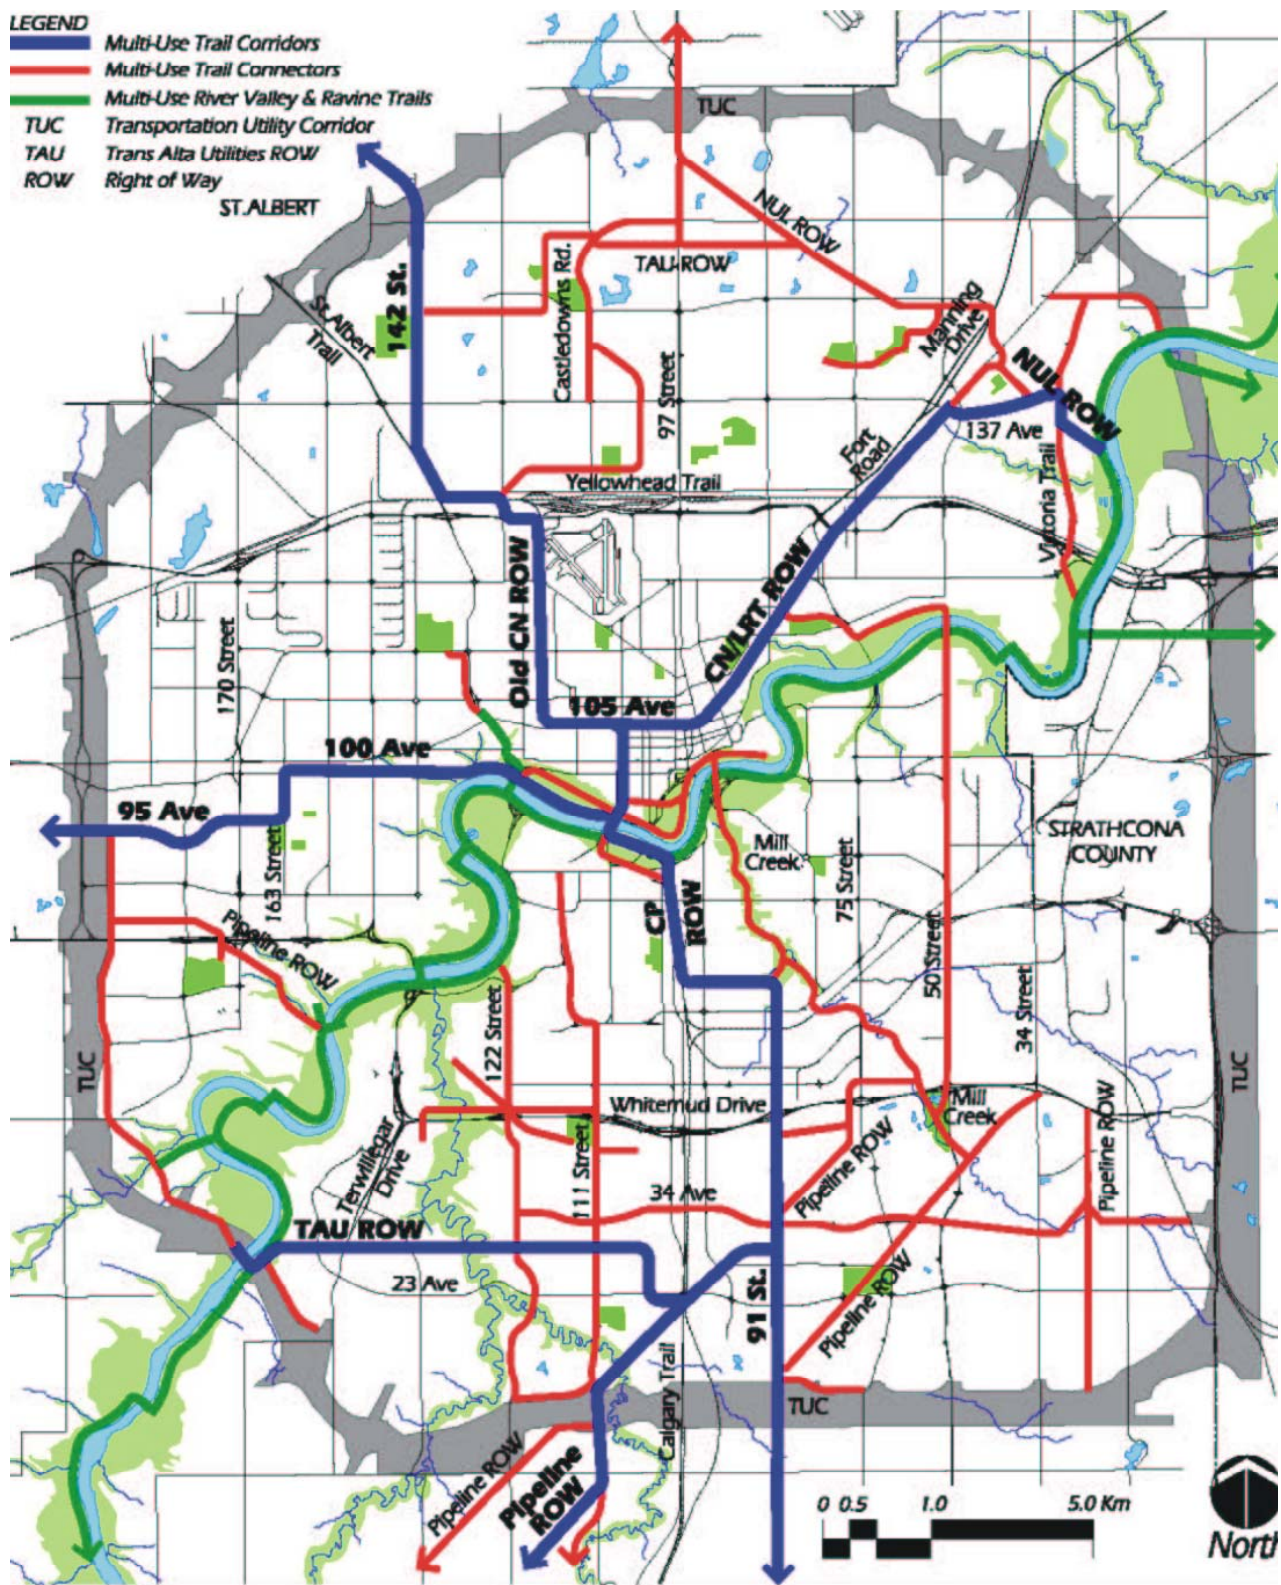 LEGEND
Multi-Use Trail Corridors
Multi-Use Trail Connectors
Multi-Use River Valley & Ravine Trails
TUC Transportation Utility Corridor
TAU Trans Alta Utilities ROW
ROW Right of Way
ST.ALBERT
TUC
NUL ROW
TAU ROW
142 St.
Castledowns Rd.
St.Albert
Trail
Manning
Drive
97 Street
NUL ROW
137 Ave
Fort
Road
Yellowhead Trail
Victoria Trail
Old CN ROW
CN/LRT ROW
170 Street
105 Ave
100 Ave
95 Ave
163 Street
Mill
Creek
75 Street
STRATHCONA
COUNTY
CP
ROW
Pipeline ROW
50 Street
34 Street
122 Street
TUC
TUC
Whitemud Drive
Mill
Creek
Terwillegar
Drive
111 Street
Pipeline ROW
Pipeline ROW
34 Ave
TAU ROW
23 Ave
91 St.
Pipeline ROW
Calgary Trail
TUC
Pipeline ROW
Pipeline
ROW
0 0.5 1.0 5.0 Km
North